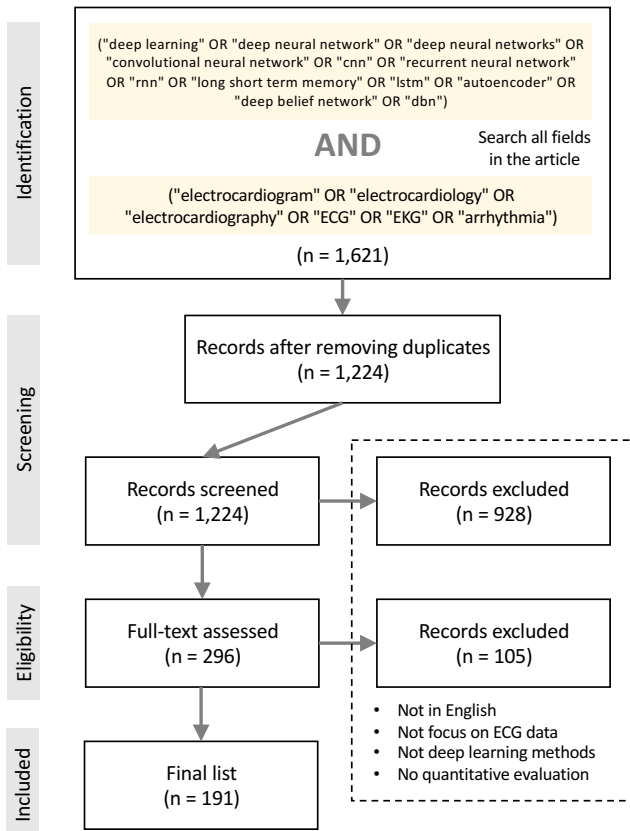 Identification
("deep learning" OR "deep neural network" OR "deep neural networks" OR
"convolutional neural network" OR "cnn" OR "recurrent neural network"
OR "rnn" OR "long short term memory" OR "lstm" OR "autoencoder" OR
"deep belief network" OR "dbn")
AND
Search all fields
in the article
("electrocardiogram" OR "electrocardiology" OR
"electrocardiography" OR "ECG" OR "EKG" OR "arrhythmia")
(n = 1,621)
Screening
Records after removing duplicates
(n = 1,224)
Records screened
(n = 1,224)
Records excluded
(n = 928)
Eligibility
Full-text assessed
(n = 296)
Records excluded
(n = 105)
• Not in English
• Not focus on ECG data
• Not deep learning methods
• No quantitative evaluation
Included
Final list
(n = 191)